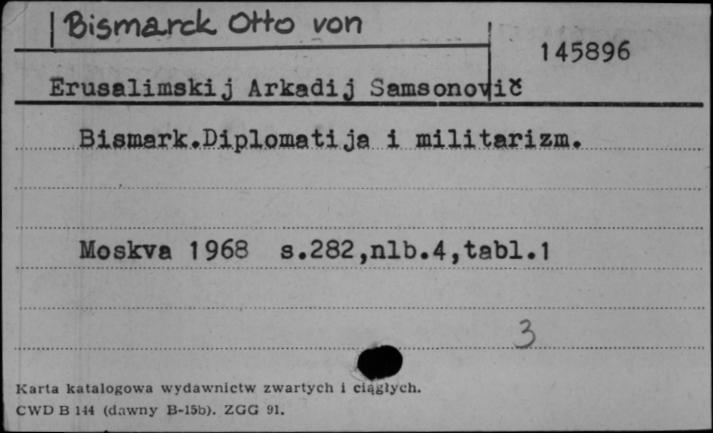 Bismarck Otto von
145896
Erusalimskij Arkadij Samsonovič
Bismark.Diplomatija i militarizm.
Moskva 1968 s.282,nlb.4,tabl.1
3
Karta katalogowa wydawnictw zwartych i ciągłych.
CWD B 144 (dawny B-15b). ZGG 91.